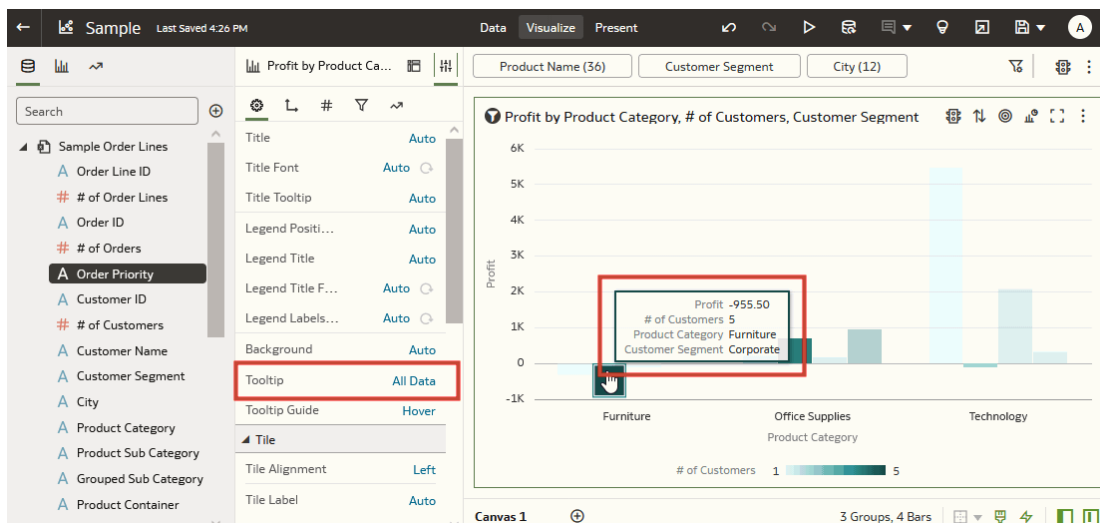 Sample Last Saved 4:26 PM Data Visualize Present A
Profit by Product Ca... Product Name (36) Customer Segment City (12)
Search
Sample Order Lines
A Order Line ID
# # of Order Lines
A Order ID
# # of Orders
A Order Priority
A Customer ID
# # of Customers
A Customer Name
A Customer Segment
A City
A Product Category
A Product Sub Category
A Grouped Sub Category
A Product Container
#
Title Auto
Title Font Auto
Title Tooltip Auto
Legend Positi... Auto
Legend Title Auto
Legend Title F... Auto
Legend Labels... Auto
Background Auto
Tooltip All Data
Tooltip Guide Hover
Tile
Tile Alignment Left
Tile Label Auto
Profit by Product Category, # of Customers, Customer Segment
6K
5K
4K
3K
2K
1K
0
-1K
Profit
Profit -955.50
# of Customers 5
Product Category Furniture
Customer Segment Corporate
Furniture Office Supplies Technology
Product Category
# of Customers 1 5
Canvas 1 3 Groups, 4 Bars